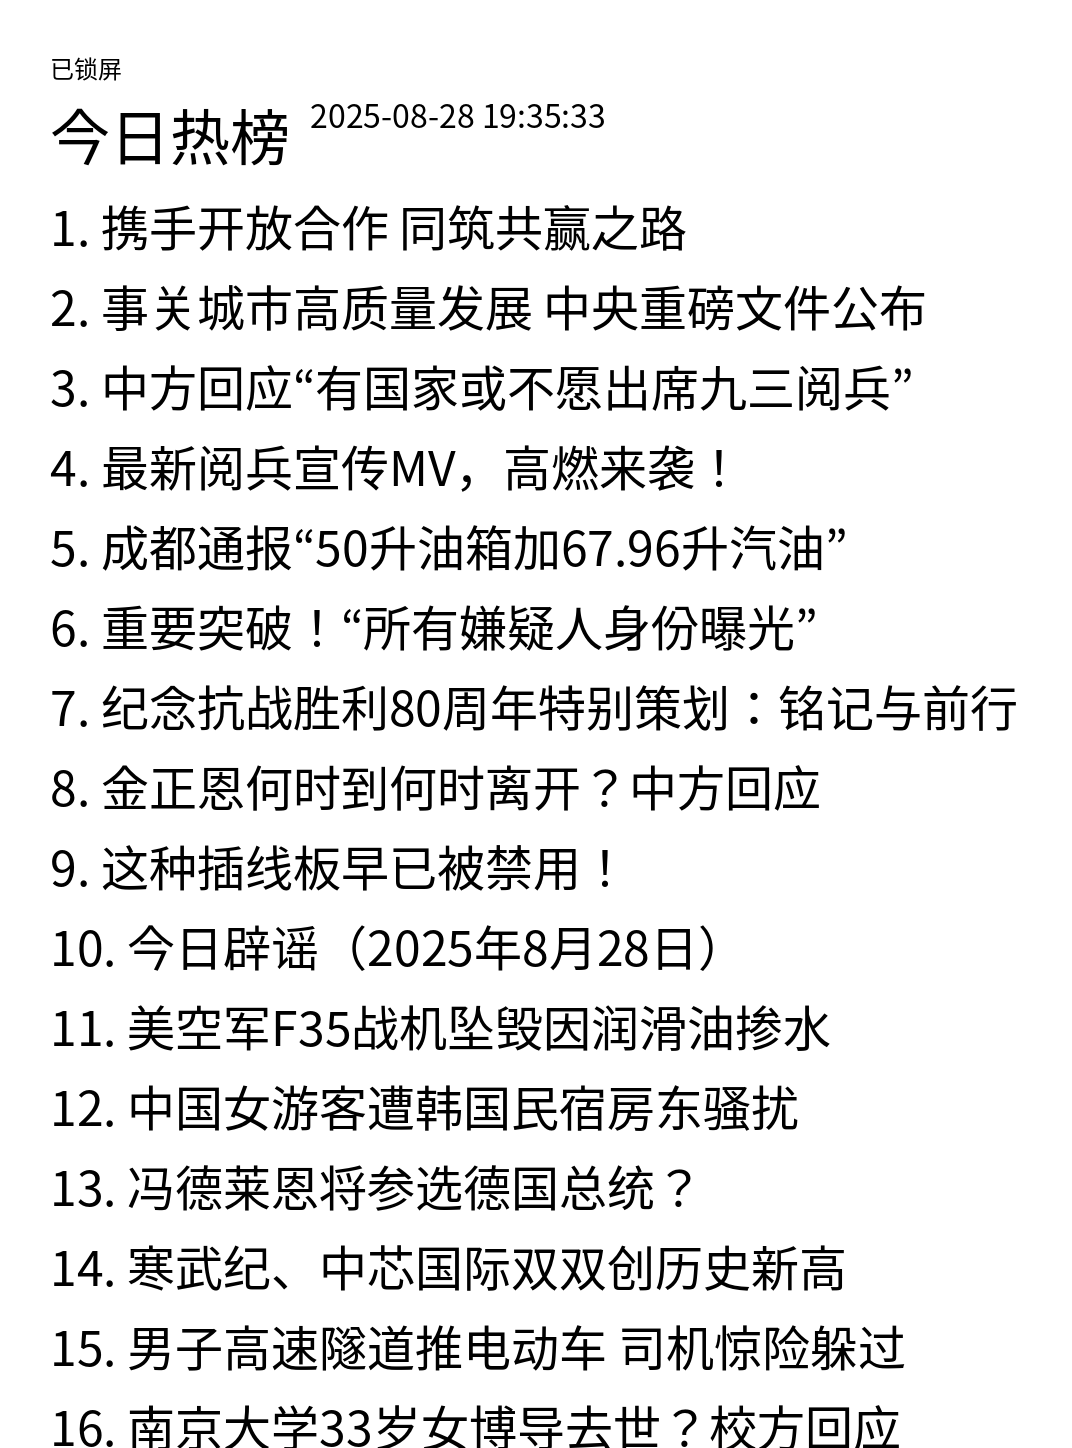 已锁屏
今日热榜 2025-08-28 19:35:33
1. 携手开放合作 同筑共赢之路
2. 事关城市高质量发展 中央重磅文件公布
3. 中方回应“有国家或不愿出席九三阅兵”
4. 最新阅兵宣传MV，高燃来袭！
5. 成都通报“50升油箱加67.96升汽油”
6. 重要突破！“所有嫌疑人身份曝光”
7. 纪念抗战胜利80周年特别策划：铭记与前行
8. 金正恩何时到何时离开？中方回应
9. 这种插线板早已被禁用！
10. 今日辟谣（2025年8月28日）
11. 美空军F35战机坠毁因润滑油掺水
12. 中国女游客遭韩国民宿房东骚扰
13. 冯德莱恩将参选德国总统？
14. 寒武纪、中芯国际双双创历史新高
15. 男子高速隧道推电动车 司机惊险躲过
16. 南京大学33岁女博导去世？校方回应